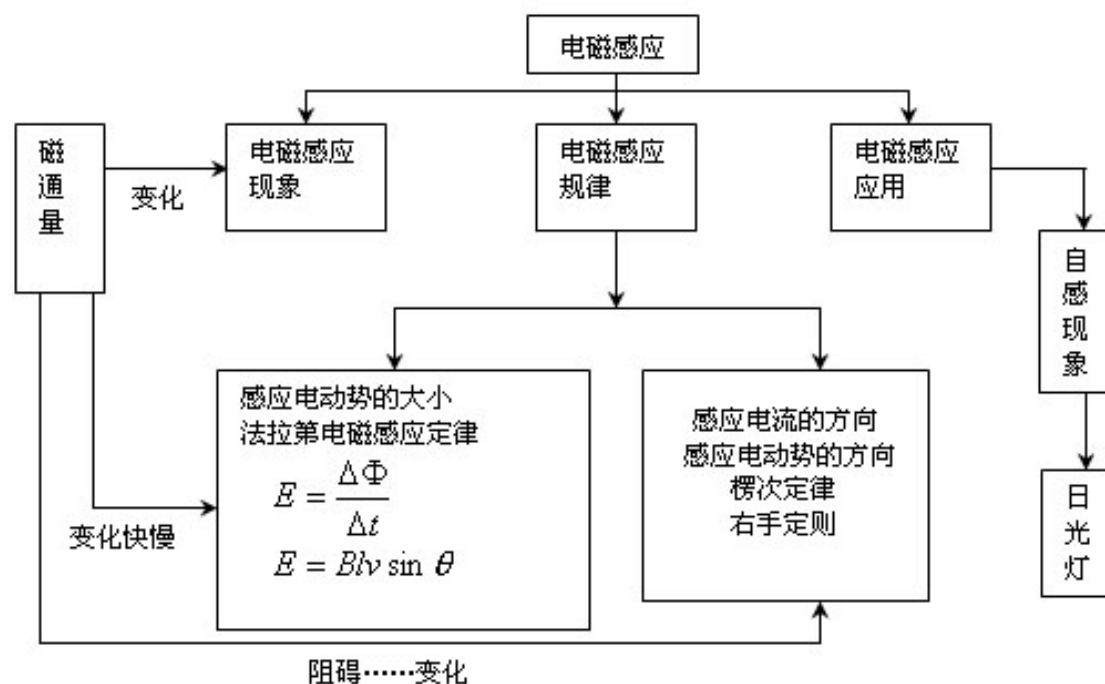 电磁感应
磁
通
量
变化
电磁感应
现象
电磁感应
规律
电磁感应
应用
自
感
现
象
感应电动势的大小
法拉第电磁感应定律
E = ΔΦ/Δt
E = Blv sin θ
变化快慢
感应电流的方向
感应电动势的方向
楞次定律
右手定则
日
光
灯
阻碍……变化